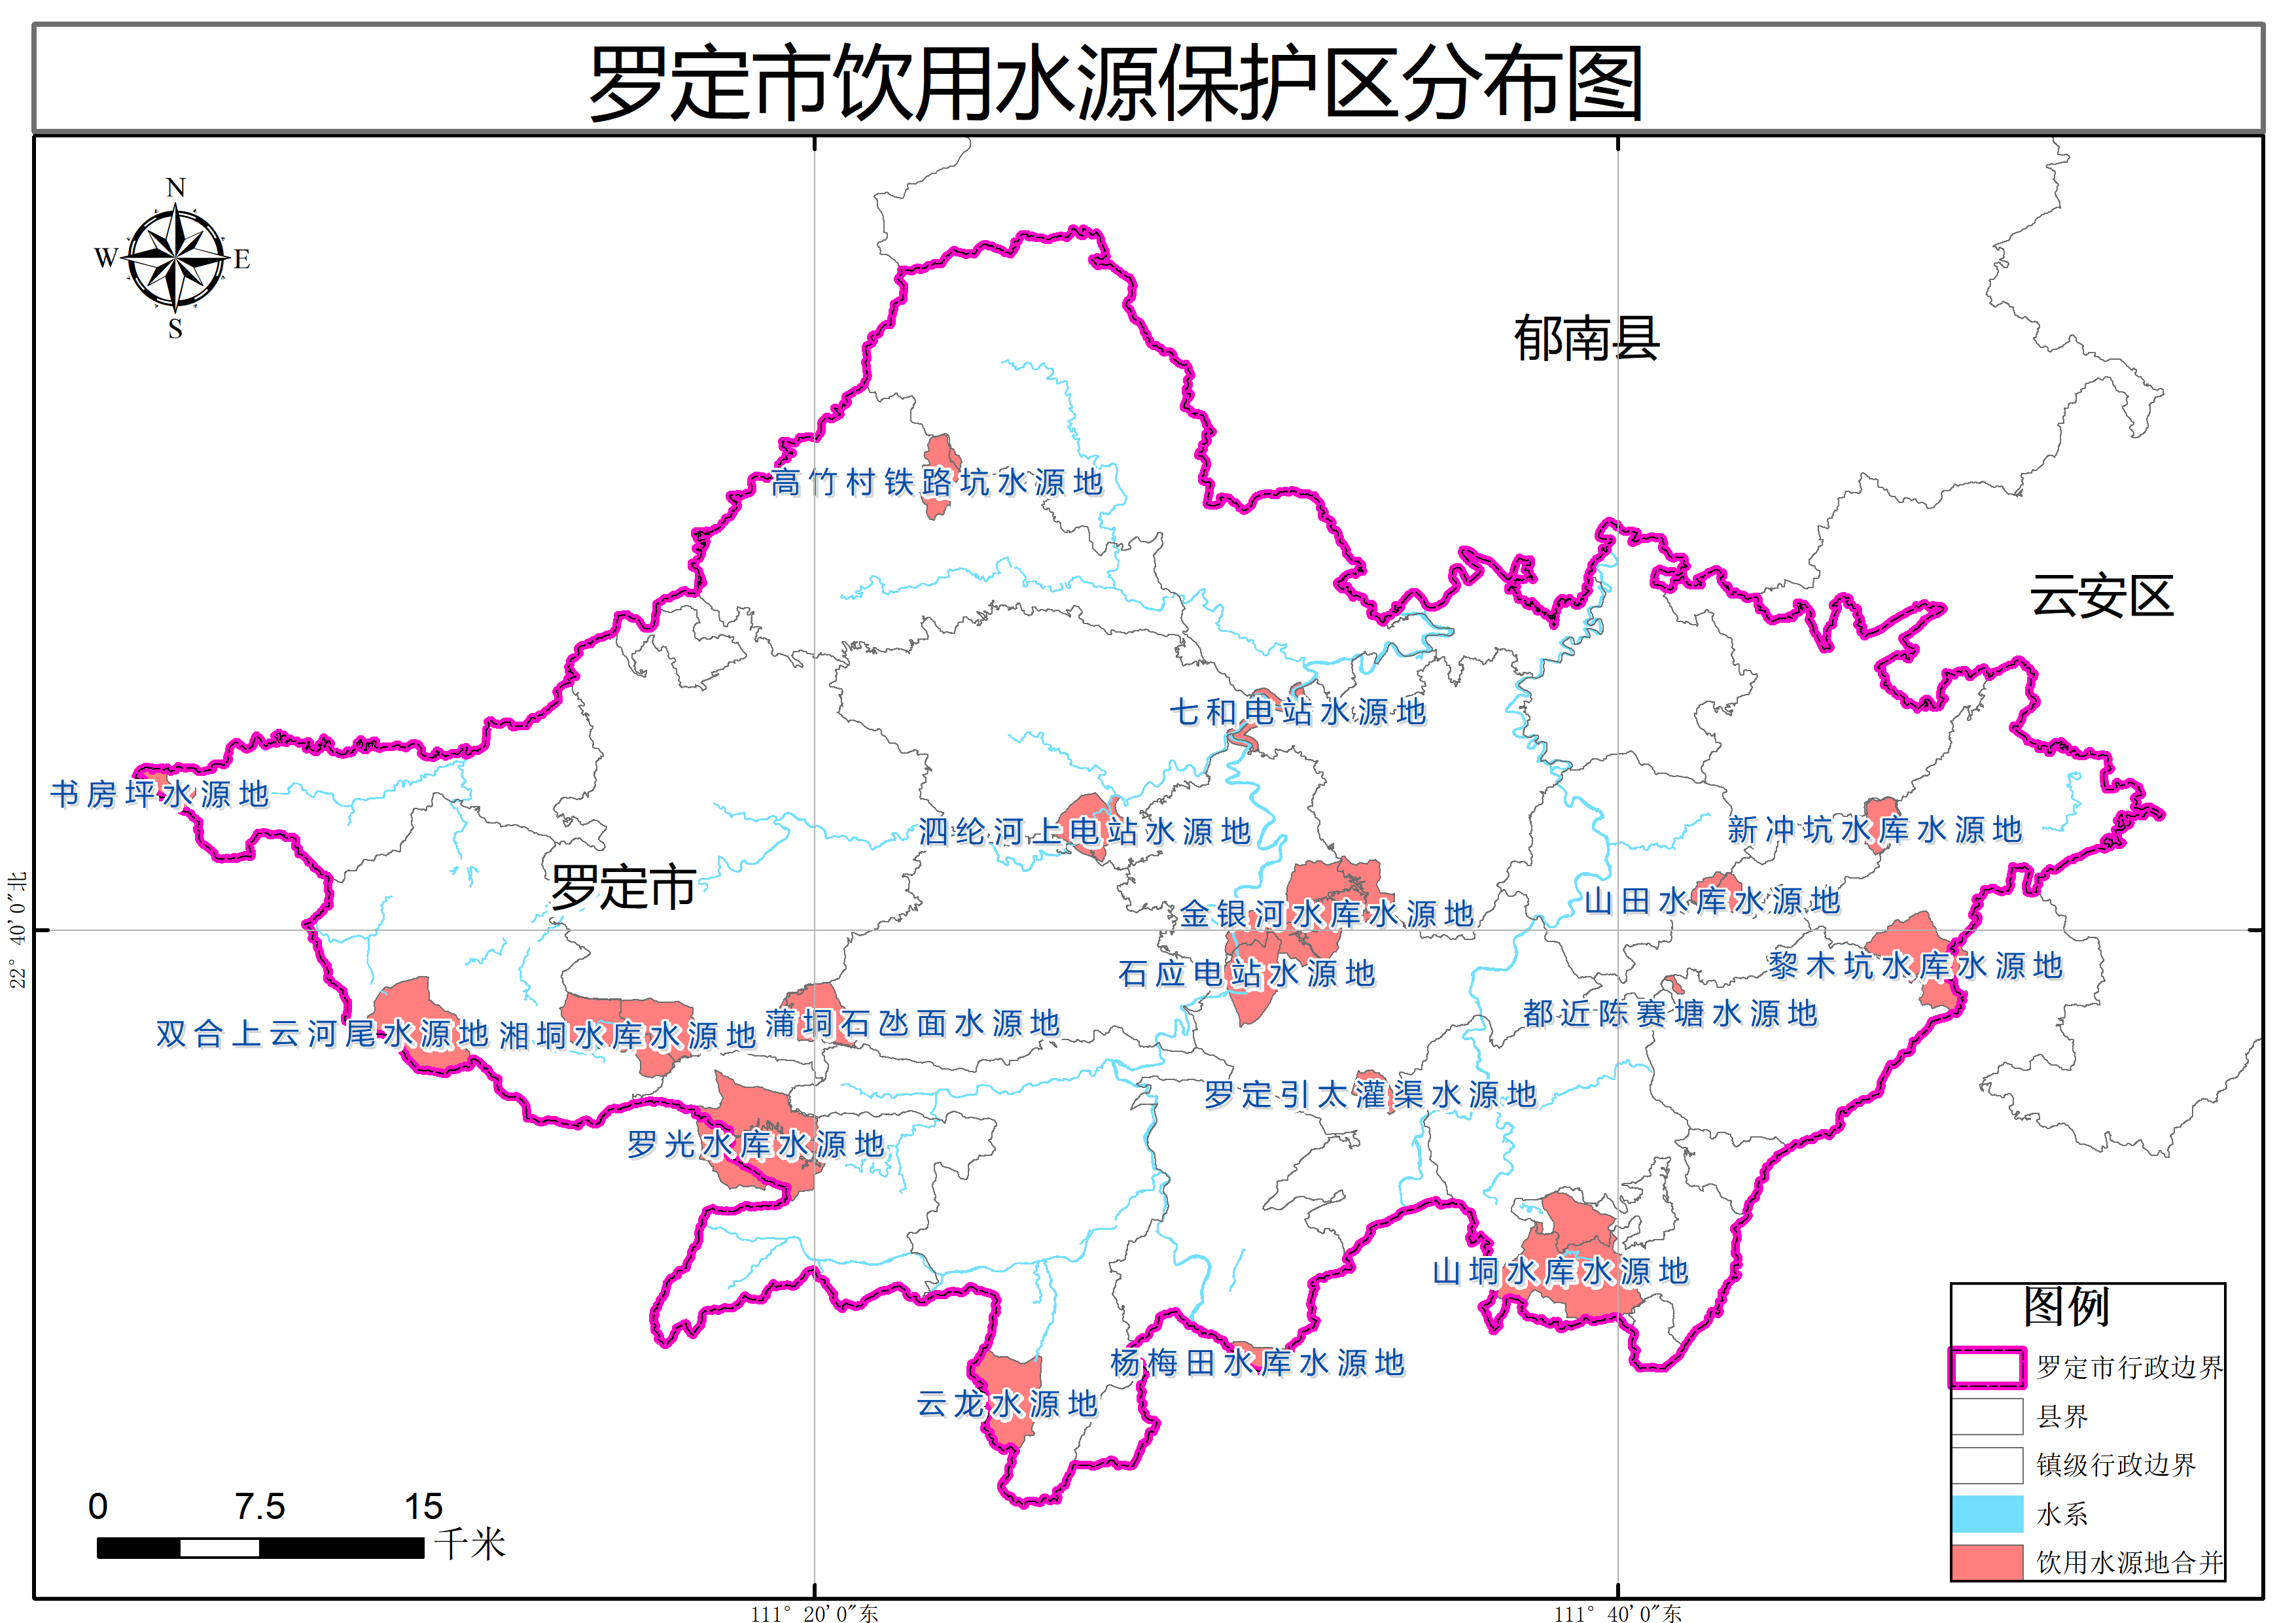 罗定市饮用水源保护区分布图
N
W
E
S
郁南县
云安区
高竹村铁路坑水源地
七和电站水源地
书房坪水源地
泗纶河上电站水源地
新冲坑水库水源地
罗定市
山田水库水源地
金银河水库水源地
黎木坑水库水源地
石应电站水源地
都近陈赛塘水源地
双合上云河尾水源地
湘垌水库水源地
蒲垌石氹面水源地
罗定引太灌渠水源地
罗光水库水源地
山垌水库水源地
杨梅田水库水源地
云龙水源地
22° 40'0"北
图例
罗定市行政边界
县界
镇级行政边界
水系
饮用水源地合并
0 7.5 15
千米
111° 20'0"东
111° 40'0"东